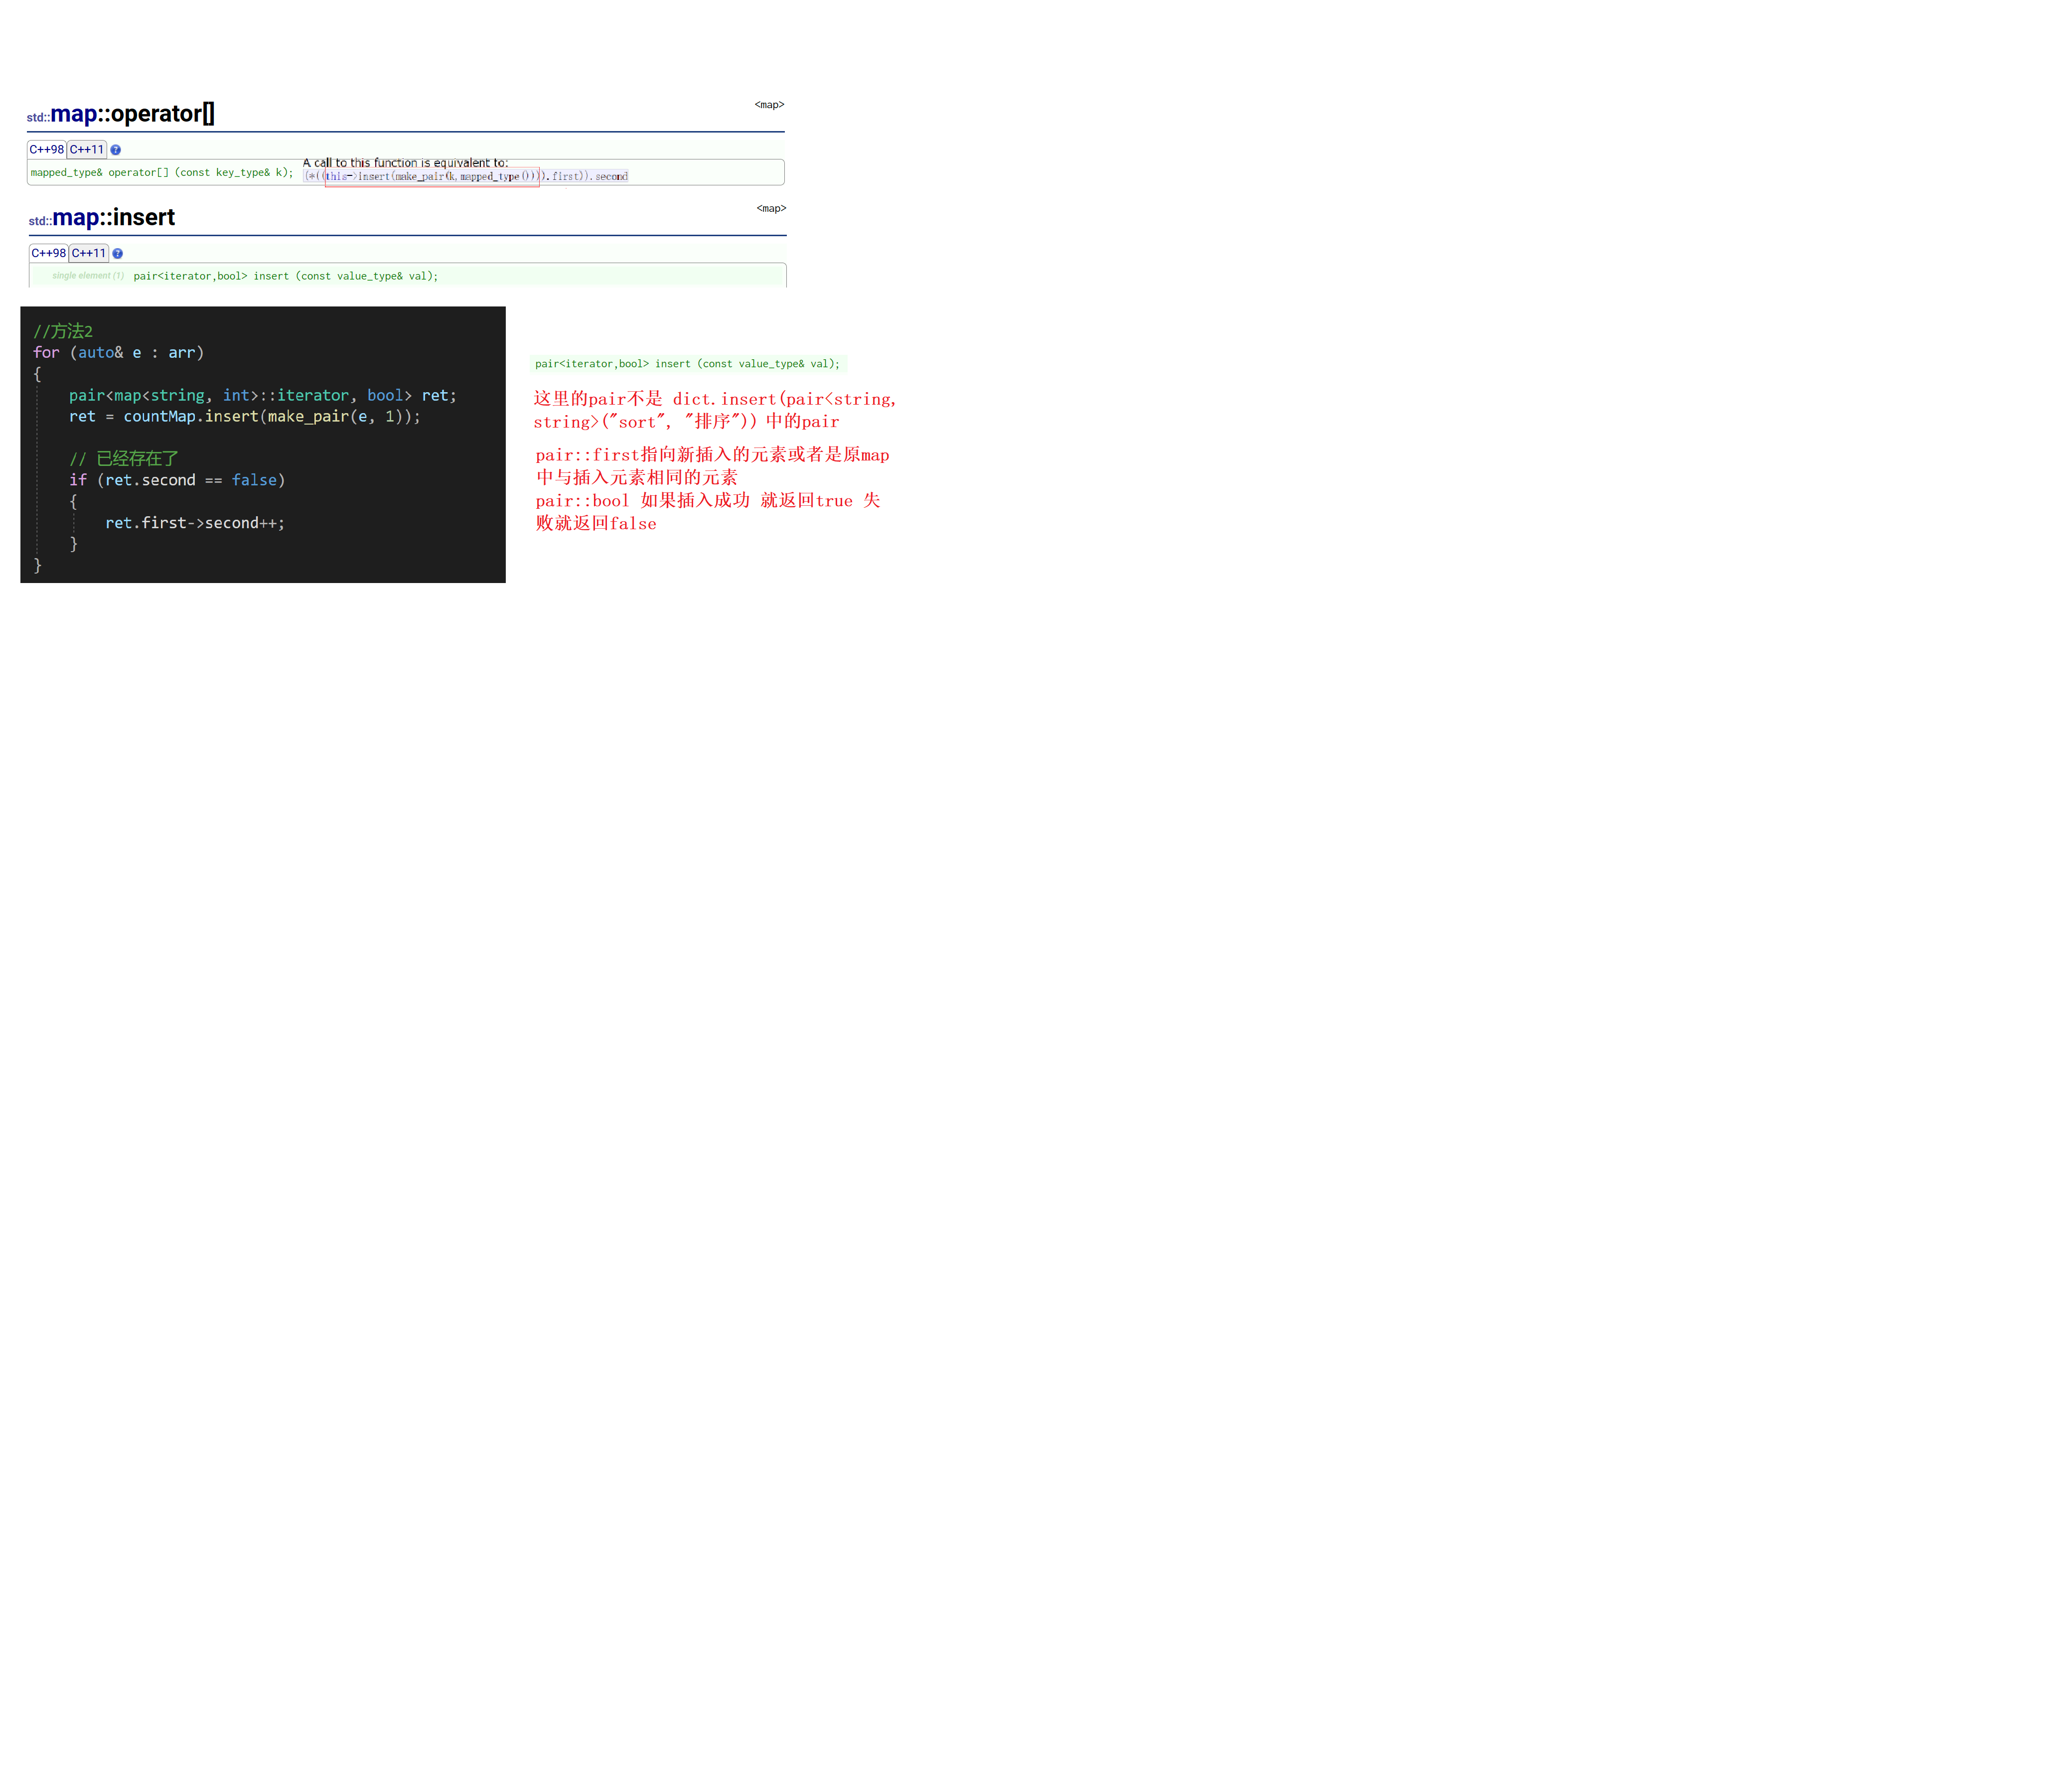 std::map::operator[]
<map>
C++98 C++11
A call to this function is equivalent to:
mapped_type& operator[] (const key_type& k);
(*((this->insert(make_pair(k,mapped_type()))).first)).second
std::map::insert
<map>
C++98 C++11
single element (1) pair<iterator,bool> insert (const value_type& val);
//方法2
for (auto& e : arr)
{
pair<map<string, int>::iterator, bool> ret;
ret = countMap.insert(make_pair(e, 1));
// 已经存在了
if (ret.second == false)
{
ret.first->second++;
}
}
pair<iterator,bool> insert (const value_type& val);
这里的pair不是 dict.insert(pair<string,
string>("sort", "排序")) 中的pair
pair::first指向新插入的元素或者是原map
中与插入元素相同的元素
pair::bool 如果插入成功 就返回true 失
败就返回false